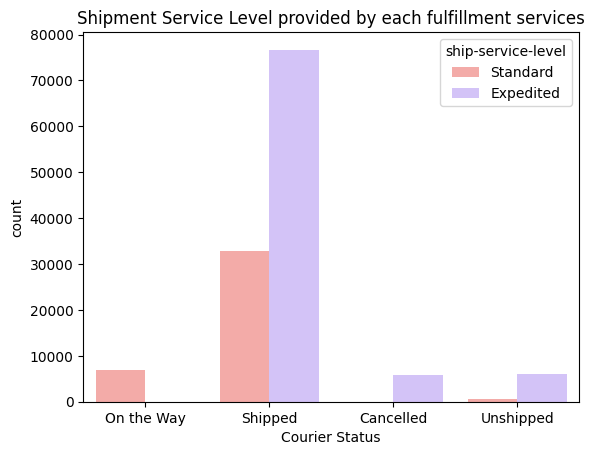 Shipment Service Level provided by each fulfillment services
ship-service-level
Standard
Expedited
80000
70000
60000
50000
40000
30000
20000
10000
0
count
On the Way Shipped Cancelled Unshipped
Courier Status